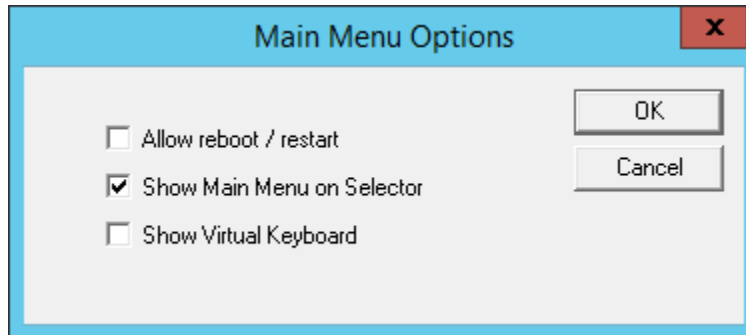 Main Menu Options
x
Allow reboot / restart
OK
Show Main Menu on Selector
Cancel
Show Virtual Keyboard